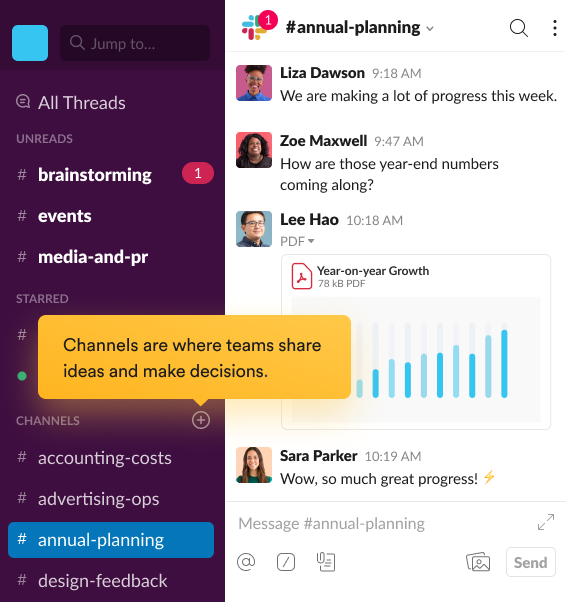 Jump to...
All Threads
UNREADS
# brainstorming 1
# events
# media-and-pr
STARRED
#
Channels are where teams share
ideas and make decisions.
CHANNELS
# accounting-costs
# advertising-ops
# annual-planning
# design-feedback
1
#annual-planning
Liza Dawson 9:18 AM
We are making a lot of progress this week.
Zoe Maxwell 9:47 AM
How are those year-end numbers
coming along?
Lee Hao 10:18 AM
PDF
Year-on-year Growth
78 kB PDF
Sara Parker 10:19 AM
Wow, so much great progress! ⚡
Message #annual-planning
@
Send